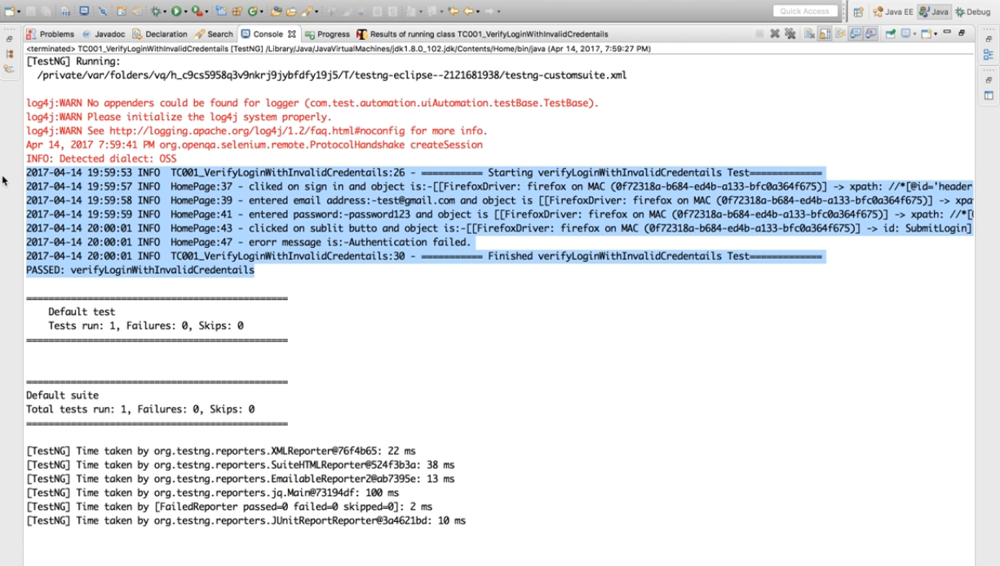 Quick Access
Java EE
Java
Debug
Problems
Javadoc
Declaration
Search
Console
Progress
Results of running class TC001_VerifyLoginWithInvalidCredentails
<terminated> TC001_VerifyLoginWithInvalidCredentails [TestNG] /Library/Java/JavaVirtualMachines/jdk1.8.0_102.jdk/Contents/Home/bin/java (Apr 14, 2017, 7:59:27 PM)
[TestNG] Running:
/private/var/folders/vq/h_c9cs5958q3v9nkrj9jybfdfy19j5/T/testng-eclipse--2121681938/testng-customsuite.xml
log4j:WARN No appenders could be found for logger (com.test.automation.uiAutomation.testBase.TestBase).
log4j:WARN Please initialize the log4j system properly.
log4j:WARN See http://logging.apache.org/log4j/1.2/faq.html#noconfig for more info.
Apr 14, 2017 7:59:41 PM org.openqa.selenium.remote.ProtocolHandshake createSession
INFO: Detected dialect: OSS
2017-04-14 19:59:53 INFO  TC001_VerifyLoginWithInvalidCredentails:26 - =========== Starting verifyLoginWithInvalidCredentails Test=============
2017-04-14 19:59:57 INFO  HomePage:37 - cliked on sign in and object is:-[[FirefoxDriver: firefox on MAC (0f72318a-b684-ed4b-a133-bfc0a364f675)] -> xpath: //*[@id='header
2017-04-14 19:59:58 INFO  HomePage:39 - entered email address:-test@gmail.com and object is [[FirefoxDriver: firefox on MAC (0f72318a-b684-ed4b-a133-bfc0a364f675)] -> xpa
2017-04-14 19:59:59 INFO  HomePage:41 - entered password:-password123 and object is [[FirefoxDriver: firefox on MAC (0f72318a-b684-ed4b-a133-bfc0a364f675)] -> xpath: //*[
2017-04-14 20:00:01 INFO  HomePage:43 - clicked on sublit butto and object is:-[[FirefoxDriver: firefox on MAC (0f72318a-b684-ed4b-a133-bfc0a364f675)] -> id: SubmitLogin]
2017-04-14 20:00:01 INFO  HomePage:47 - erorr message is:-Authentication failed.
2017-04-14 20:00:01 INFO  TC001_VerifyLoginWithInvalidCredentails:30 - =========== Finished verifyLoginWithInvalidCredentails Test=============
PASSED: verifyLoginWithInvalidCredentails
===============================================
Default test
Tests run: 1, Failures: 0, Skips: 0
===============================================
===============================================
Default suite
Total tests run: 1, Failures: 0, Skips: 0
===============================================
[TestNG] Time taken by org.testng.reporters.XMLReporter@76f4b65: 22 ms
[TestNG] Time taken by org.testng.reporters.SuiteHTMLReporter@524f3b3a: 38 ms
[TestNG] Time taken by org.testng.reporters.EmailableReporter2@ab7395e: 13 ms
[TestNG] Time taken by org.testng.reporters.jq.Main@73194df: 100 ms
[TestNG] Time taken by [FailedReporter passed=0 failed=0 skipped=0]: 2 ms
[TestNG] Time taken by org.testng.reporters.JUnitReportReporter@3a4621bd: 10 ms